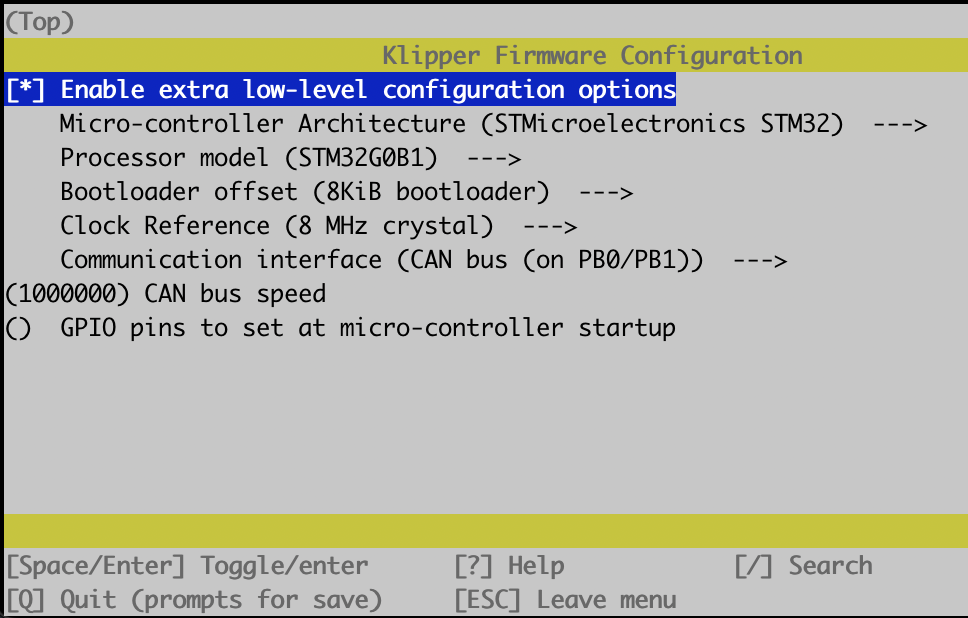 (Top)
Klipper Firmware Configuration
[*] Enable extra low-level configuration options
Micro-controller Architecture (STMicroelectronics STM32)  --->
Processor model (STM32G0B1)  --->
Bootloader offset (8KiB bootloader)  --->
Clock Reference (8 MHz crystal)  --->
Communication interface (CAN bus (on PB0/PB1))  --->
(1000000) CAN bus speed
()  GPIO pins to set at micro-controller startup
[Space/Enter] Toggle/enter      [?] Help            [/] Search
[Q] Quit (prompts for save)     [ESC] Leave menu